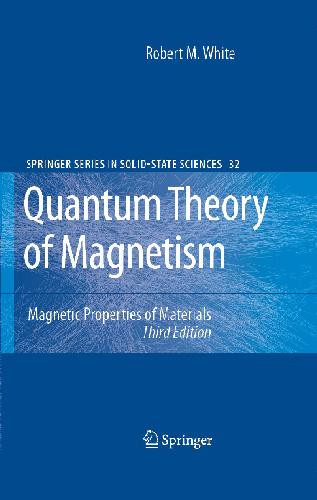 Robert M. White
SPRINGER SERIES IN SOLID-STATE SCIENCES 32
Quantum Theory
of Magnetism
Magnetic Properties of Materials
Third Edition
Springer